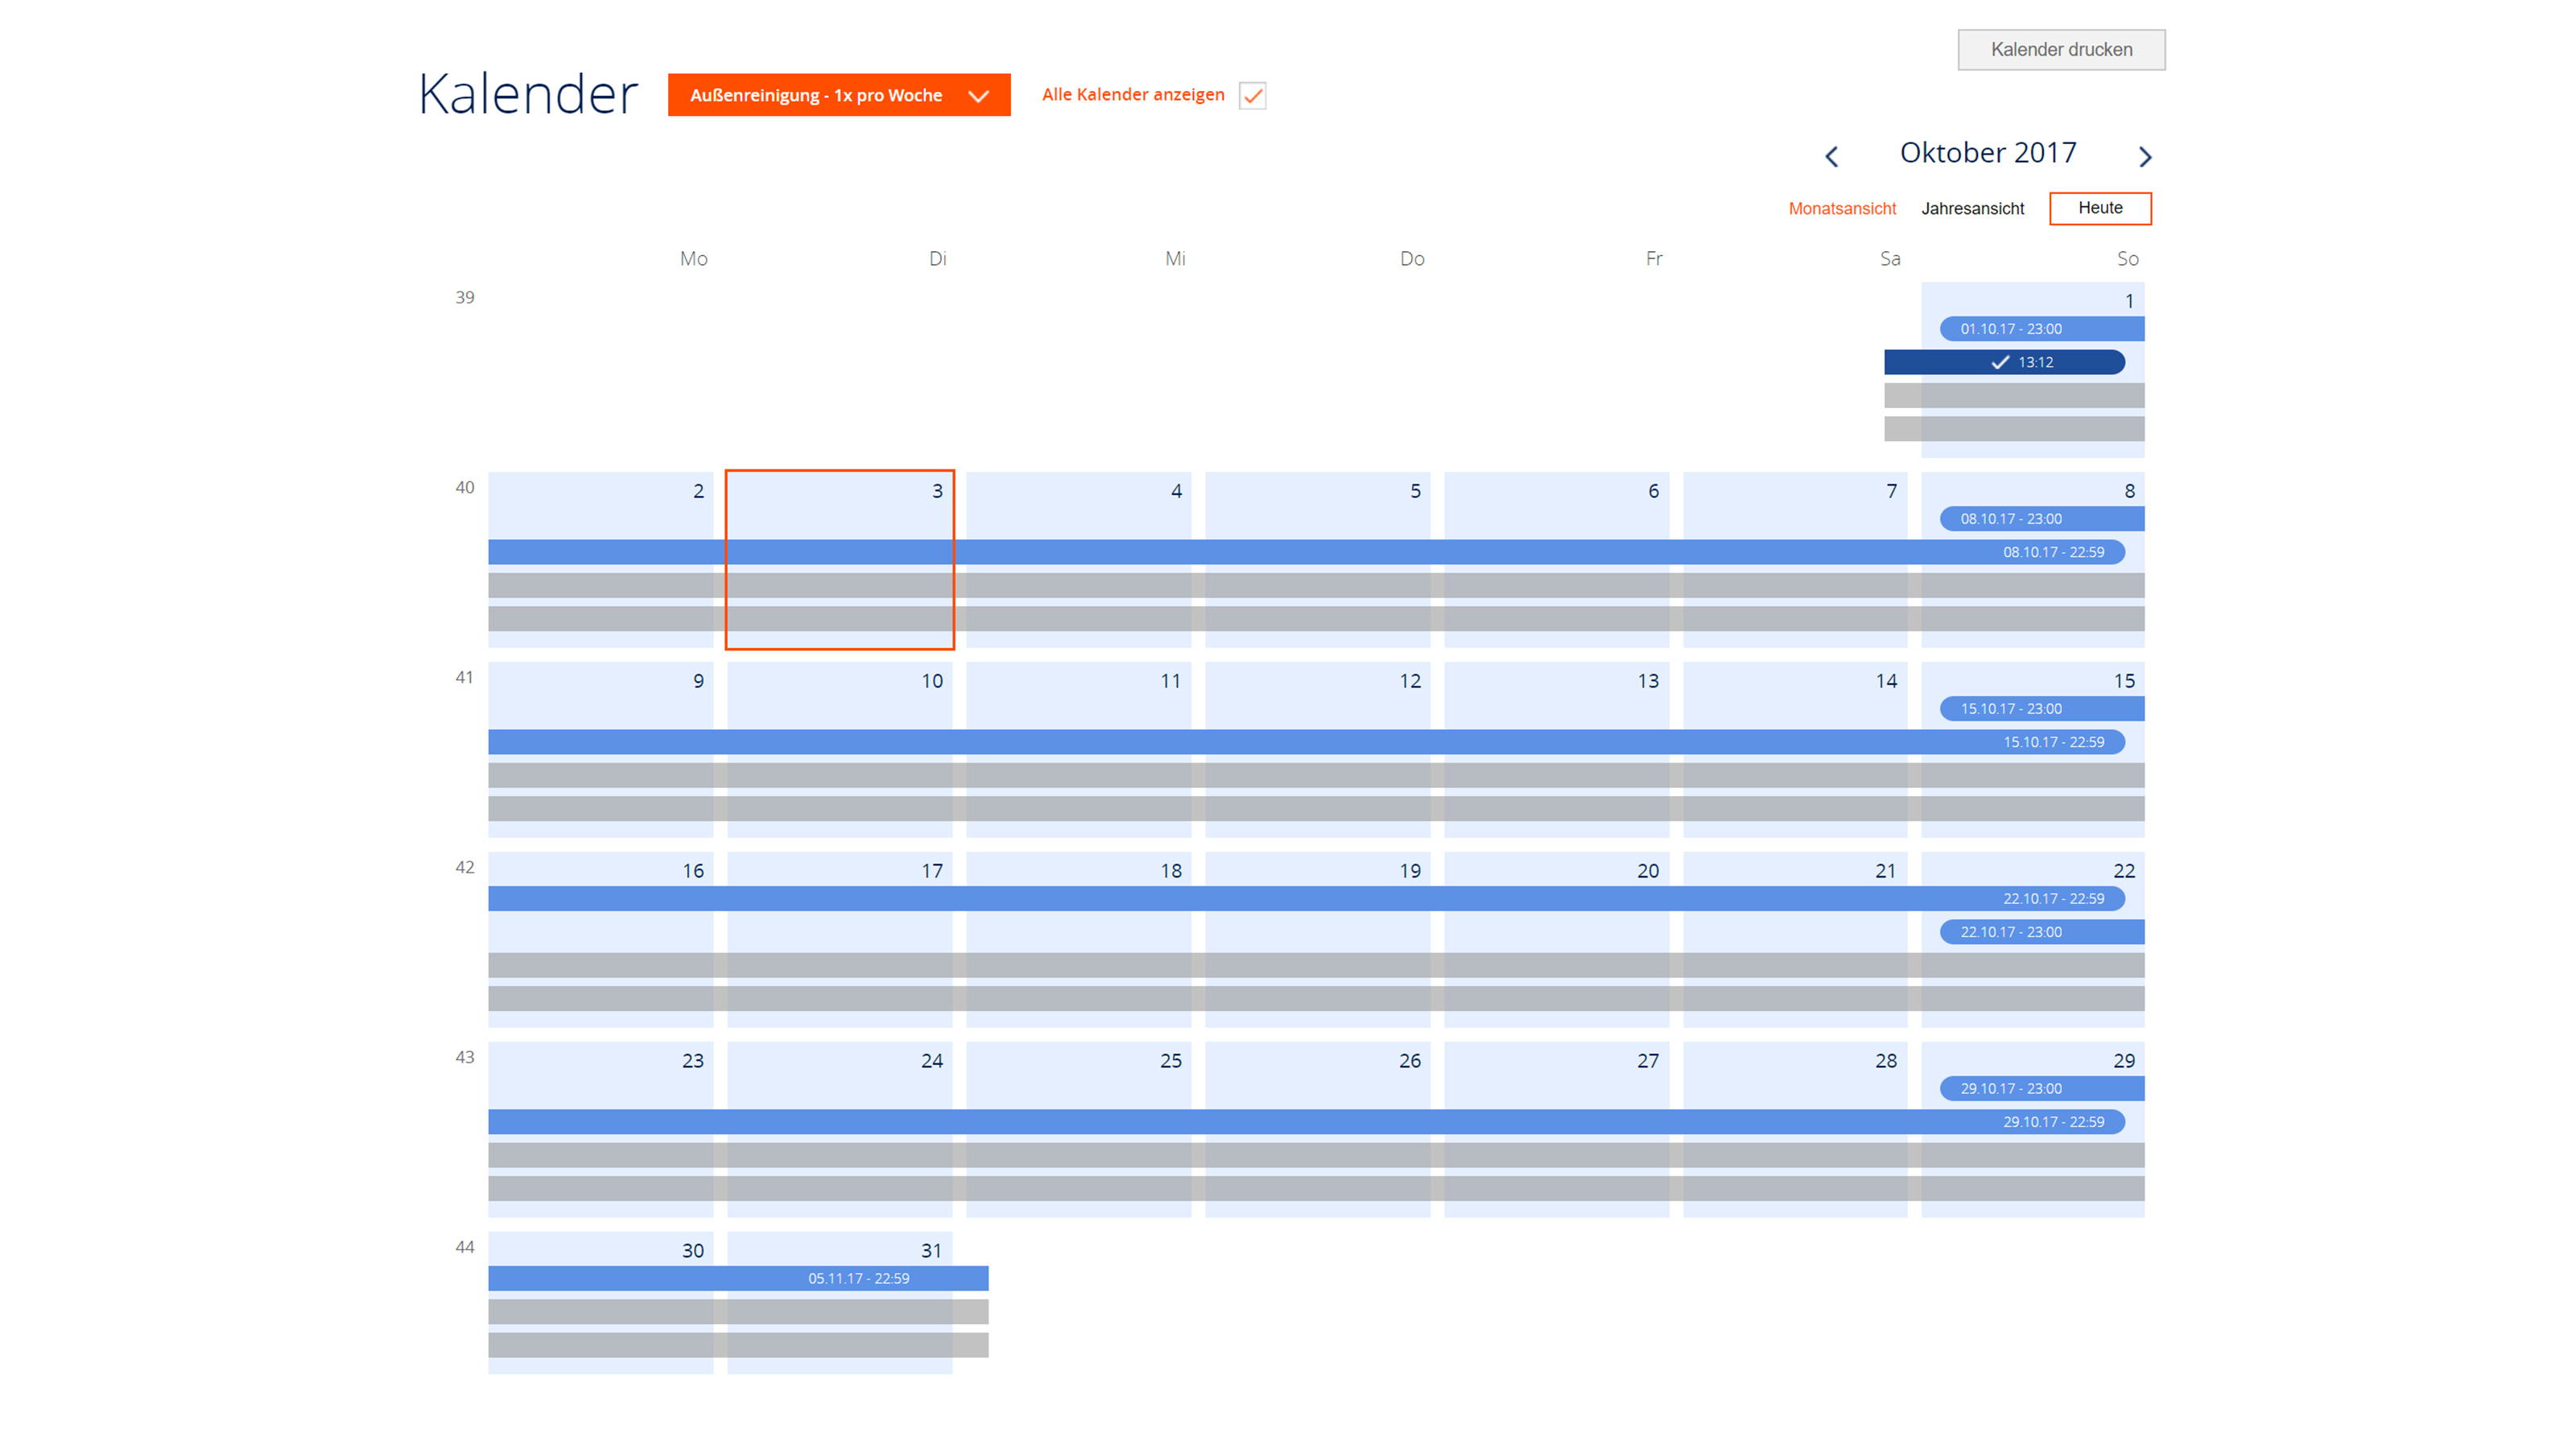 Kalender drucken
Kalender
Außenreinigung - 1x pro Woche
Alle Kalender anzeigen
Oktober 2017
Monatsansicht Jahresansicht Heute
Mo Di Mi Do Fr Sa So
39 1
01.10.17 - 23:00
13:12
40 2 3 4 5 6 7 8
08.10.17 - 23:00
08.10.17 - 22:59
41 9 10 11 12 13 14 15
15.10.17 - 23:00
15.10.17 - 22:59
42 16 17 18 19 20 21 22
22.10.17 - 22:59
22.10.17 - 23:00
43 23 24 25 26 27 28 29
29.10.17 - 23:00
29.10.17 - 22:59
44 30 31
05.11.17 - 22:59